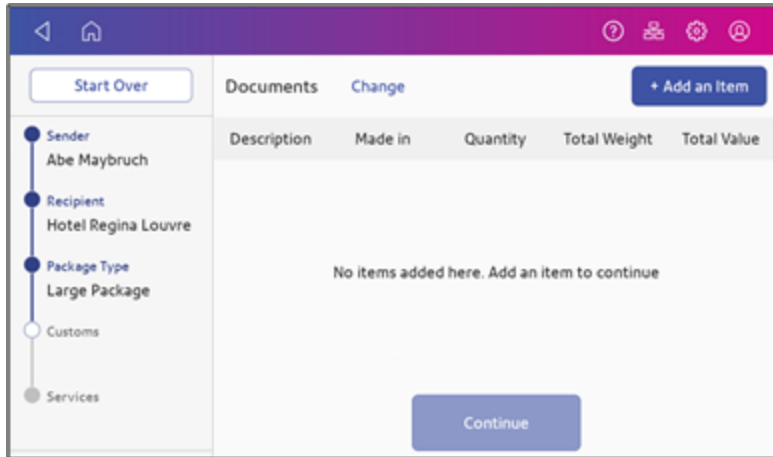 Start Over
Documents Change + Add an Item
Description Made in Quantity Total Weight Total Value
Sender
Abe Maybruch
Recipient
Hotel Regina Louvre
Package Type
Large Package
Customs
Services
No items added here. Add an item to continue
Continue